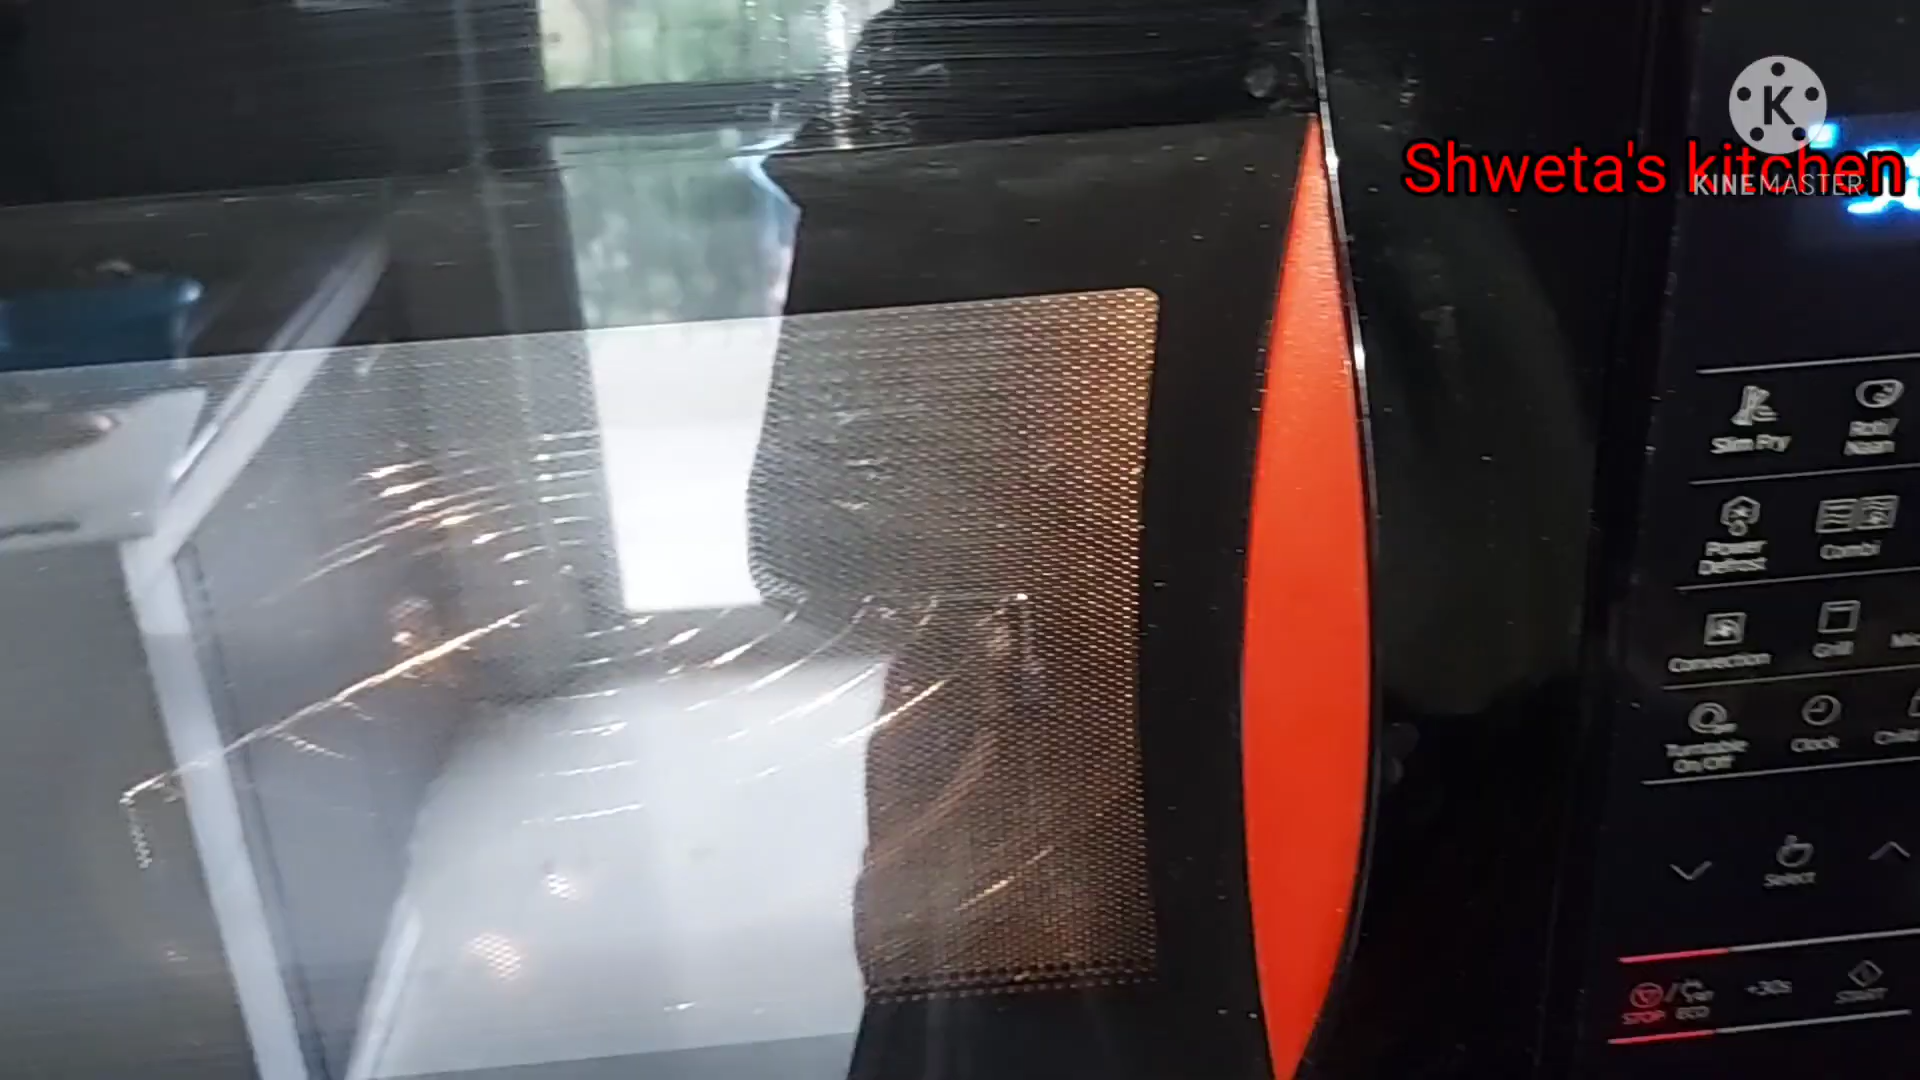 K
Shweta's kitchen
KINEMASTER
Slim Fry
Roti/
Naan
Power
Defrost
Combi
Convection
Grill
Turntable
On/Off
Clock
Child
Select
STOP / ECO
+30s
START